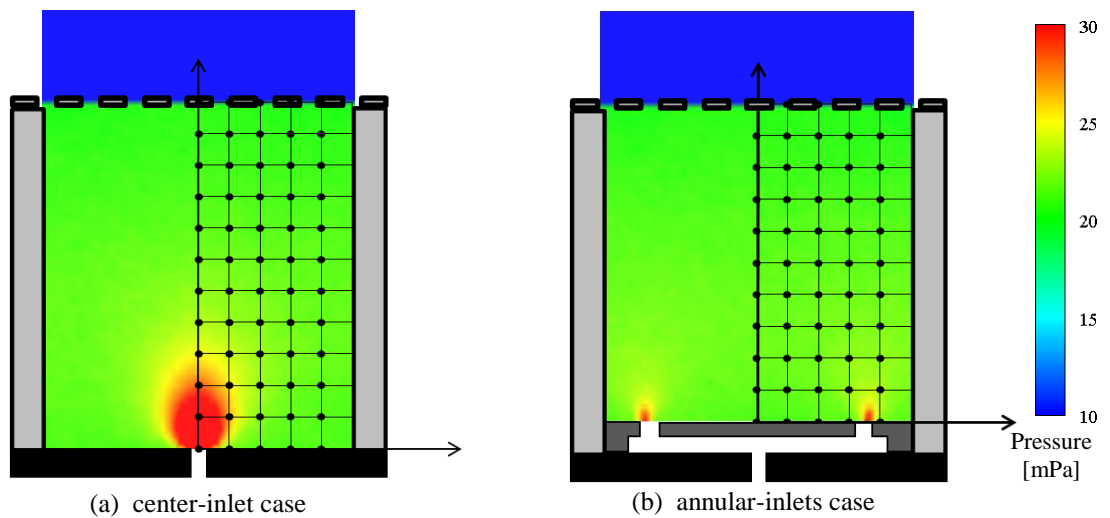 30
25
20
15
10
Pressure
[mPa]
(a) center-inlet case
(b) annular-inlets case